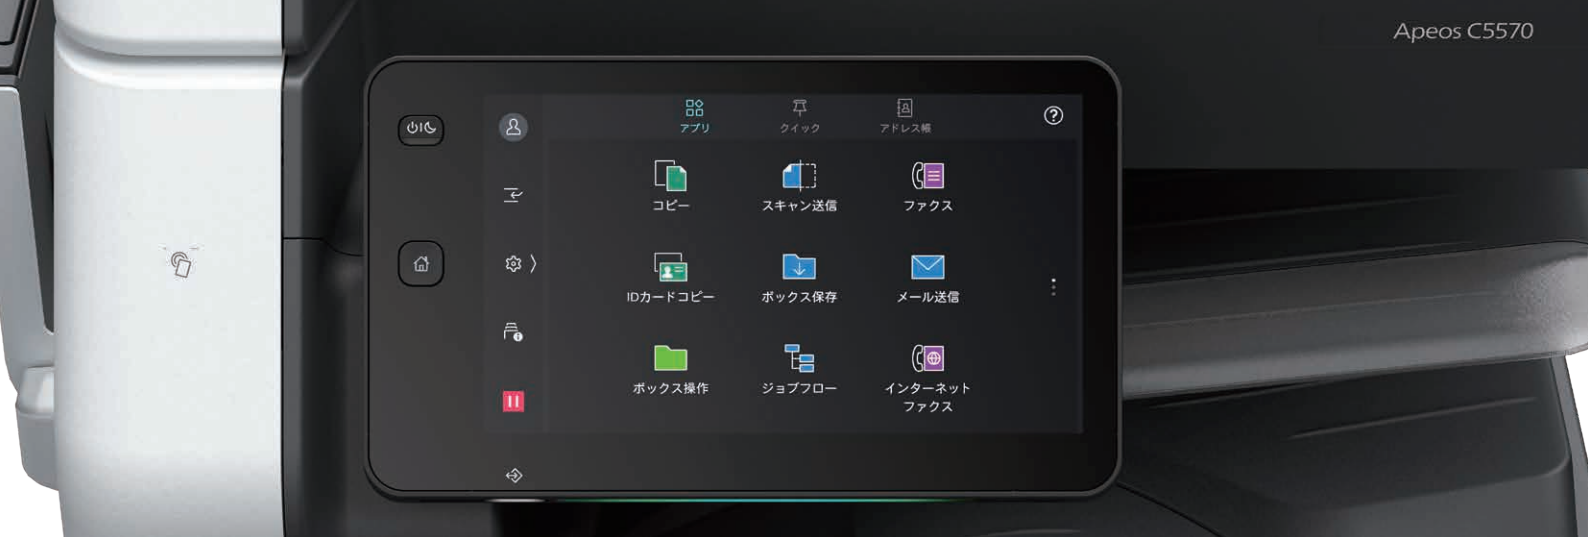 Apeos C5570
アプリ
クイック
アドレス帳
コピー
スキャン送信
ファクス
IDカードコピー
ボックス保存
メール送信
ボックス操作
ジョブフロー
インターネット
ファクス